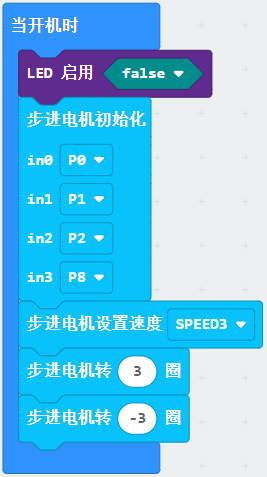 当开机时
LED 启用 false
步进电机初始化
in0 P0
in1 P1
in2 P2
in3 P8
步进电机设置速度 SPEED3
步进电机转 3 圈
步进电机转 -3 圈